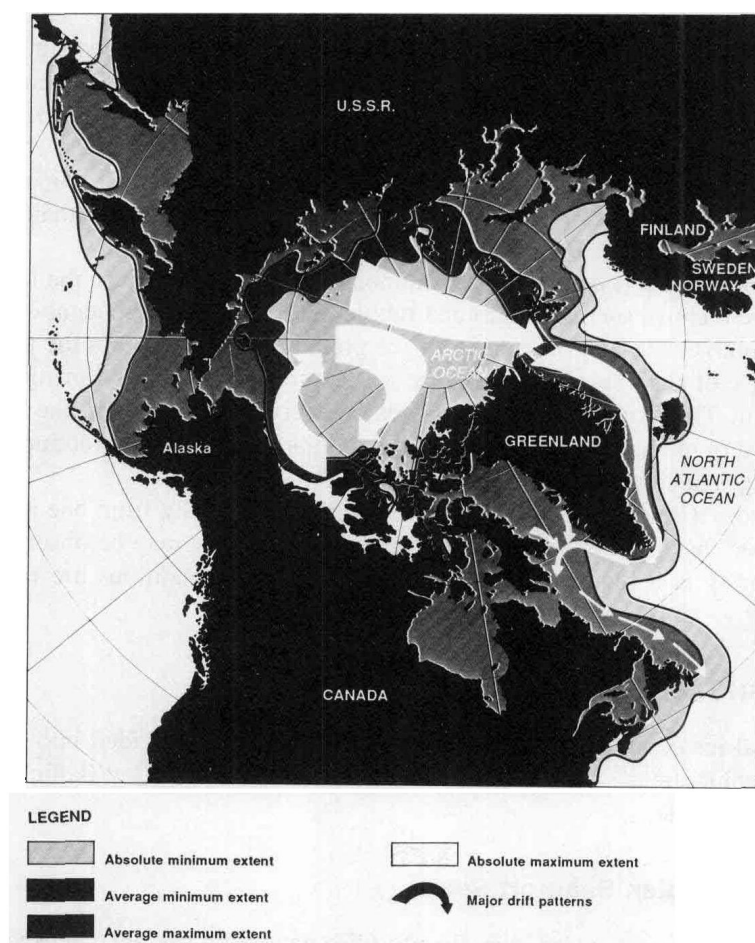 U.S.S.R.
FINLAND
SWEDEN
NORWAY
ARCTIC
OCEAN
Alaska
GREENLAND
NORTH
ATLANTIC
OCEAN
CANADA
LEGEND
Absolute minimum extent
Average minimum extent
Average maximum extent
Absolute maximum extent
Major drift patterns